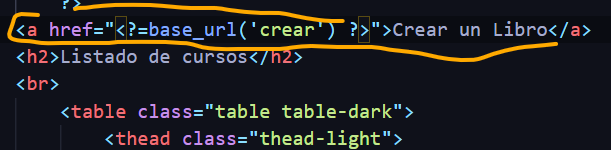 ?>
<a href="<?=base_url('crear') ?>">Crear un Libro</a>
<h2>Listado de cursos</h2>
<br>
<table class="table table-dark">
<thead class="thead-light">